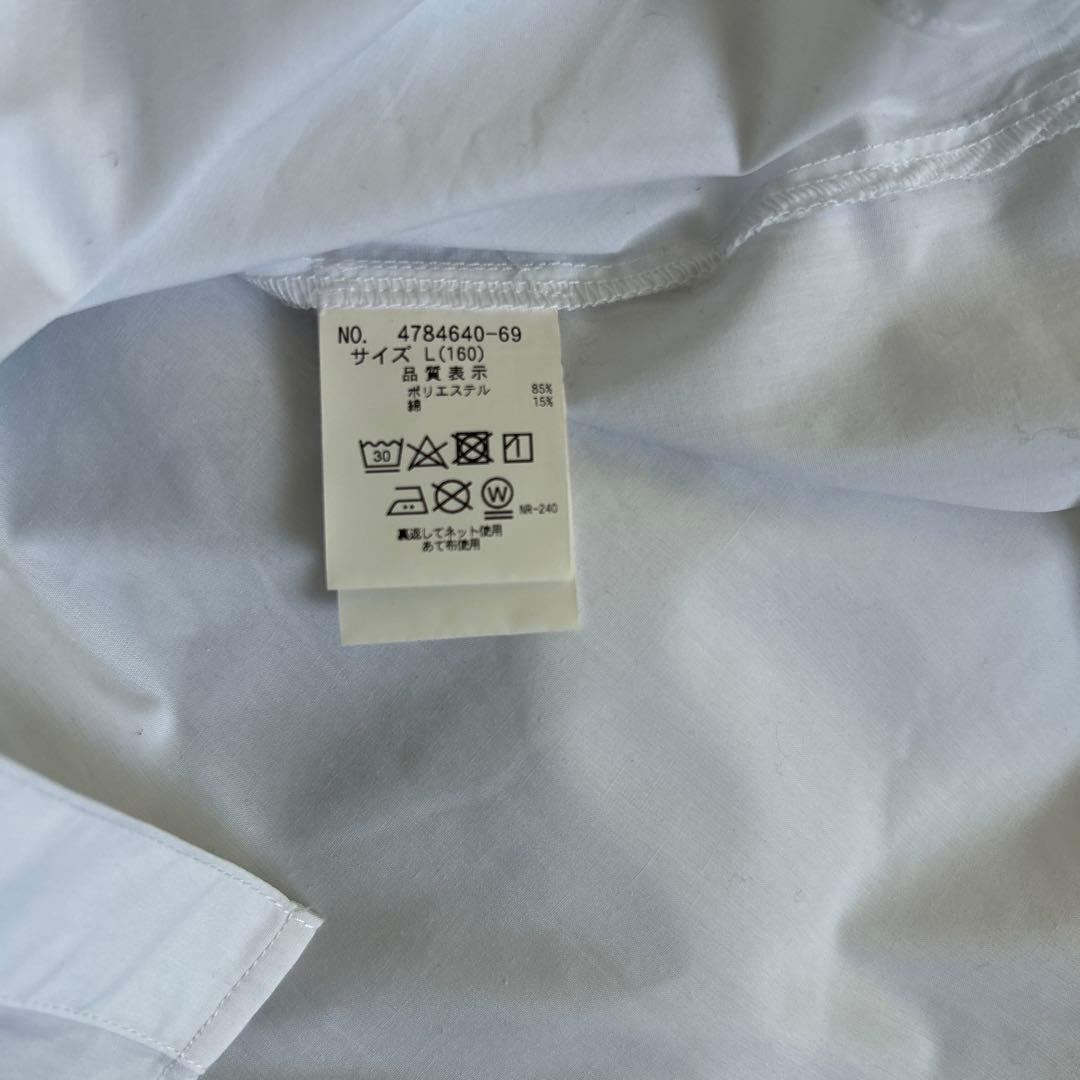 NO. 4784640-69
サイズ L(160)
品質表示
ポリエステル 85%
綿 15%
30
W NR-240
裏返してネット使用
あて布使用